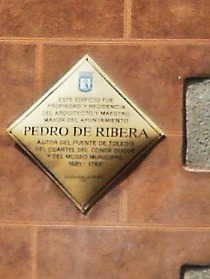 ESTE EDIFICIO FUE
PROPIEDAD Y RESIDENCIA
DEL ARQUITECTO Y MAESTRO
MAYOR DEL AYUNTAMIENTO
PEDRO DE RIBERA
AUTOR DEL PUENTE DE TOLEDO
DEL CUARTEL DEL CONDE DUQUE
Y DEL MUSEO MUNICIPAL
1681 - 1742